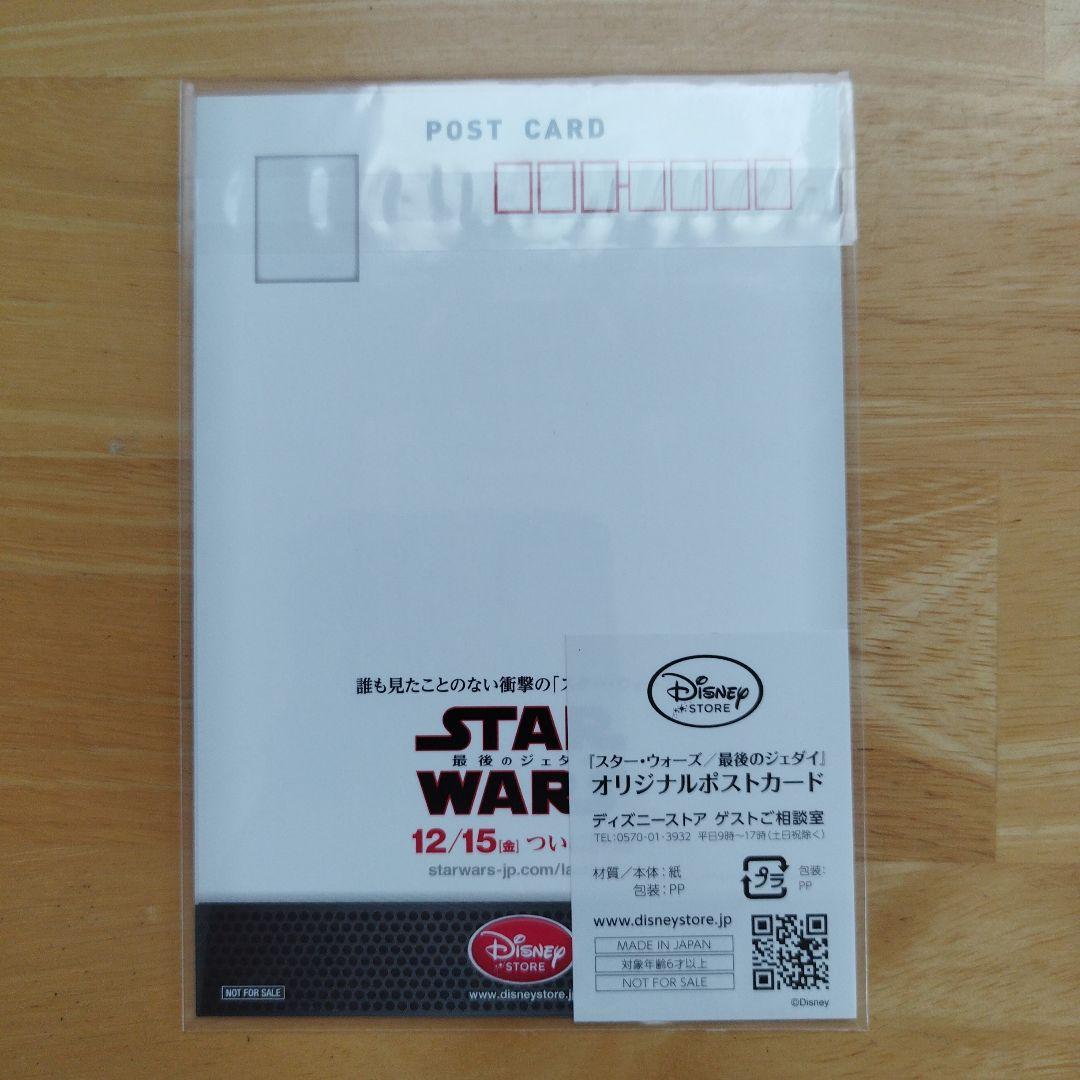 POST CARD
誰も見たことのない衝撃の「ス
STAR
最後のジェダ
WAR
12/15[金] つい
starwars-jp.com/la
Disney
STORE
NOT FOR SALE
www.disneystore.j
Disney
STORE
『スター・ウォーズ／最後のジェダイ』
オリジナルポストカード
ディズニーストア ゲストご相談室
TEL:0570-01-3932 平日9時~17時(土日祝除く)
材質／本体：紙
包装：PP
プラ
包装：
PP
www.disneystore.jp
MADE IN JAPAN
対象年齢6才以上
NOT FOR SALE
©Disney